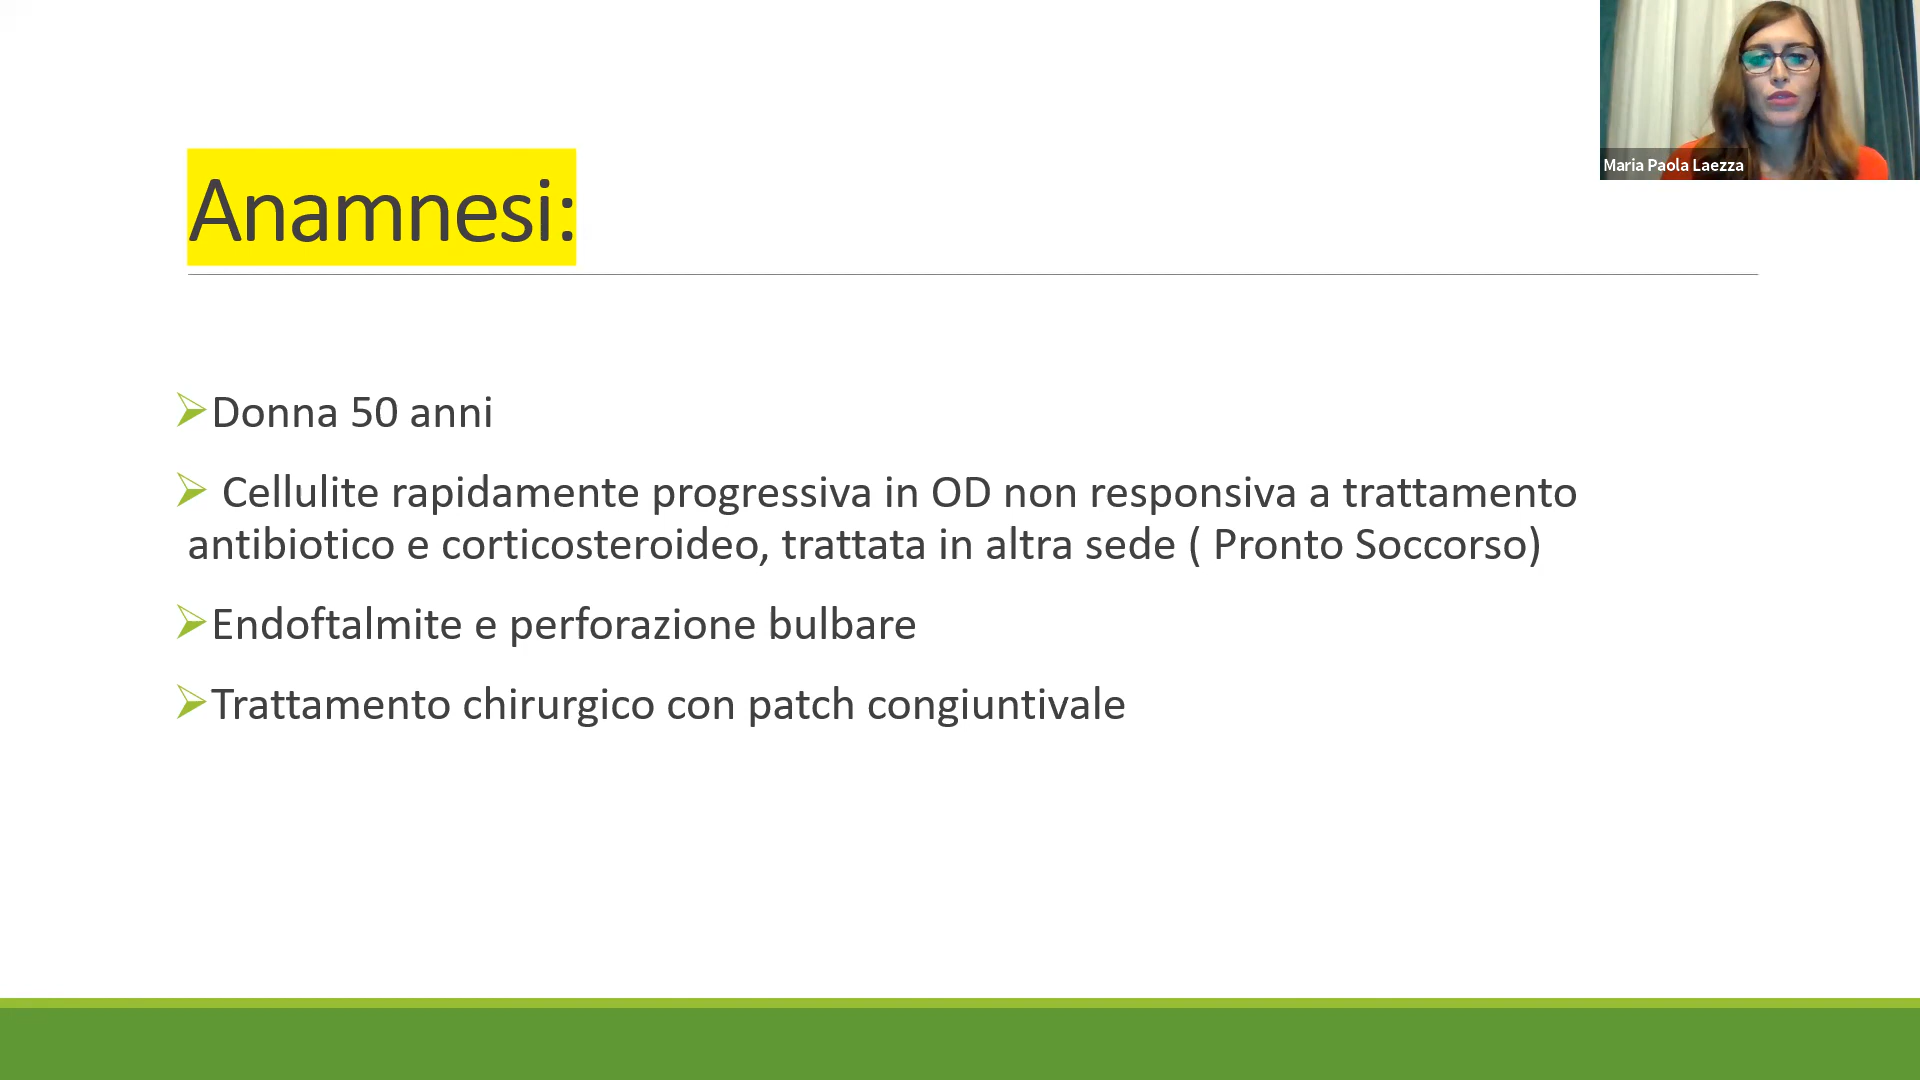 Maria Paola Laezza
Anamnesi:
Donna 50 anni
Cellulite rapidamente progressiva in OD non responsiva a trattamento
antibiotico e corticosteroideo, trattata in altra sede ( Pronto Soccorso)
Endoftalmite e perforazione bulbare
Trattamento chirurgico con patch congiuntivale